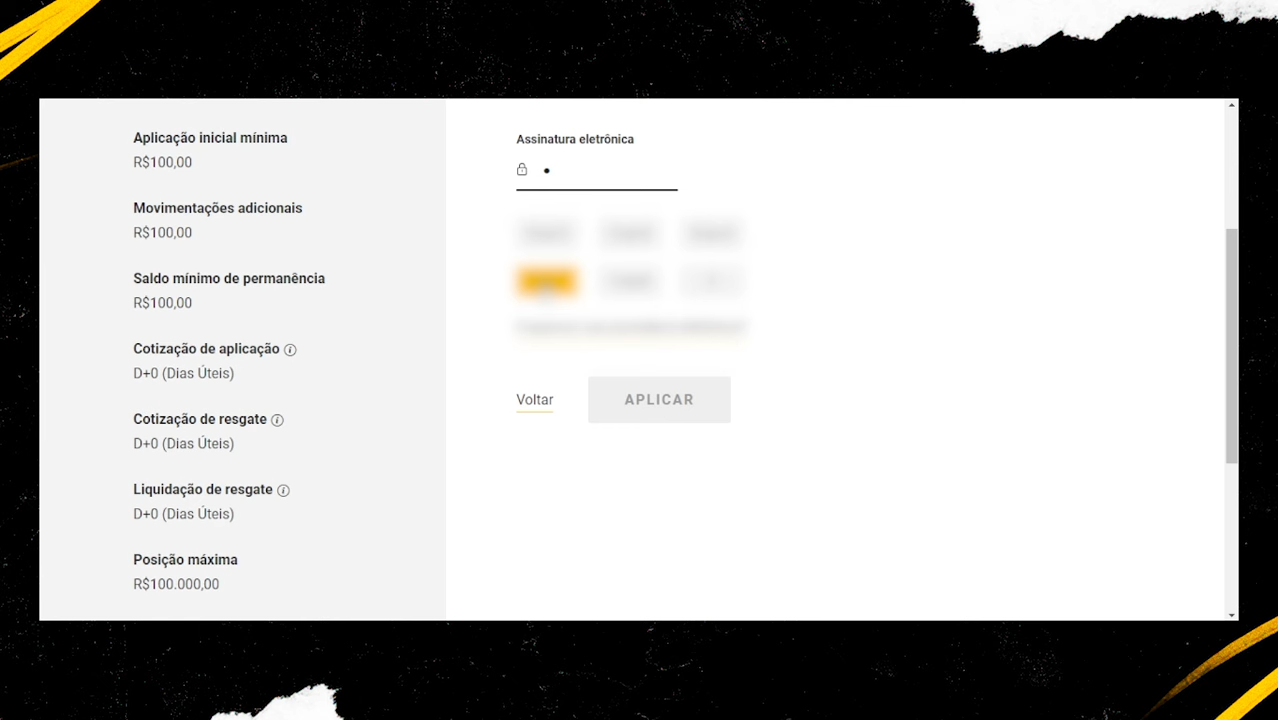 Aplicação inicial mínima
R$100,00
Movimentações adicionais
R$100,00
Saldo mínimo de permanência
R$100,00
Cotização de aplicação
D+0 (Dias Úteis)
Cotização de resgate
D+0 (Dias Úteis)
Liquidação de resgate
D+0 (Dias Úteis)
Posição máxima
R$100.000,00
Assinatura eletrônica
Voltar
APLICAR